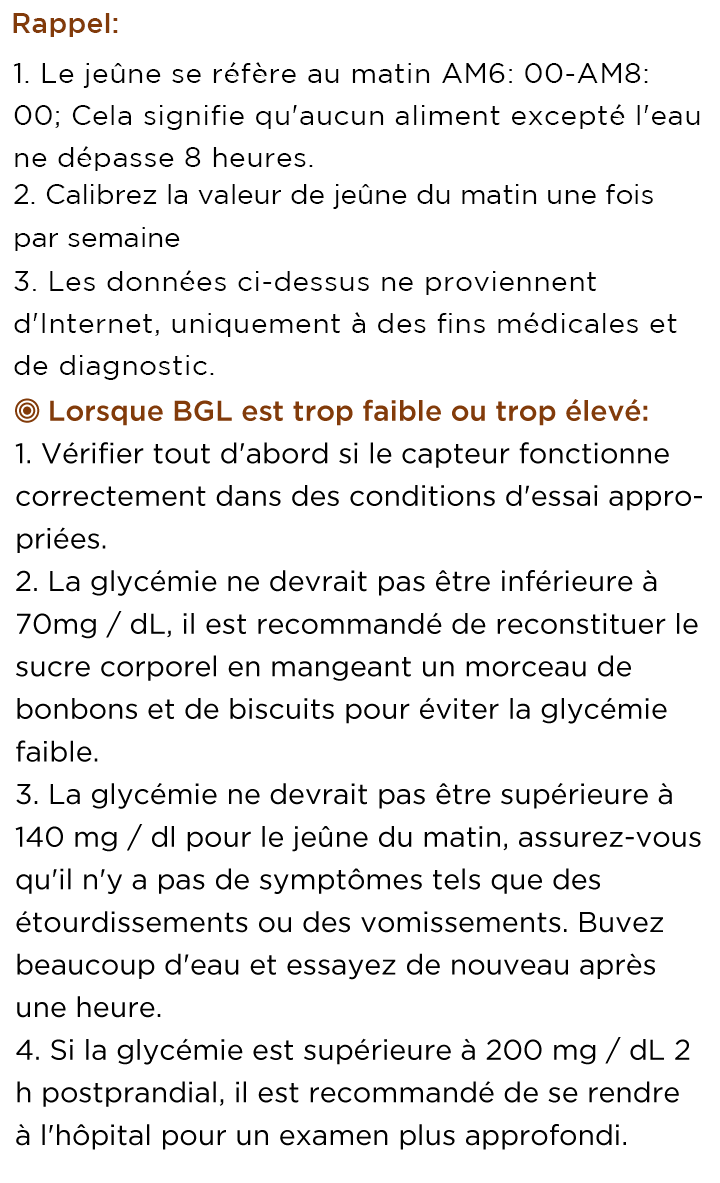 Rappel:
1. Le jeûne se réfère au matin AM6: 00-AM8:
00; Cela signifie qu'aucun aliment excepté l'eau
ne dépasse 8 heures.
2. Calibrez la valeur de jeûne du matin une fois
par semaine
3. Les données ci-dessus ne proviennent
d'Internet, uniquement à des fins médicales et
de diagnostic.
◉ Lorsque BGL est trop faible ou trop élevé:
1. Vérifier tout d'abord si le capteur fonctionne
correctement dans des conditions d'essai appro-
priées.
2. La glycémie ne devrait pas être inférieure à
70mg / dL, il est recommandé de reconstituer le
sucre corporel en mangeant un morceau de
bonbons et de biscuits pour éviter la glycémie
faible.
3. La glycémie ne devrait pas être supérieure à
140 mg / dl pour le jeûne du matin, assurez-vous
qu'il n'y a pas de symptômes tels que des
étourdissements ou des vomissements. Buvez
beaucoup d'eau et essayez de nouveau après
une heure.
4. Si la glycémie est supérieure à 200 mg / dL 2
h postprandial, il est recommandé de se rendre
à l'hôpital pour un examen plus approfondi.